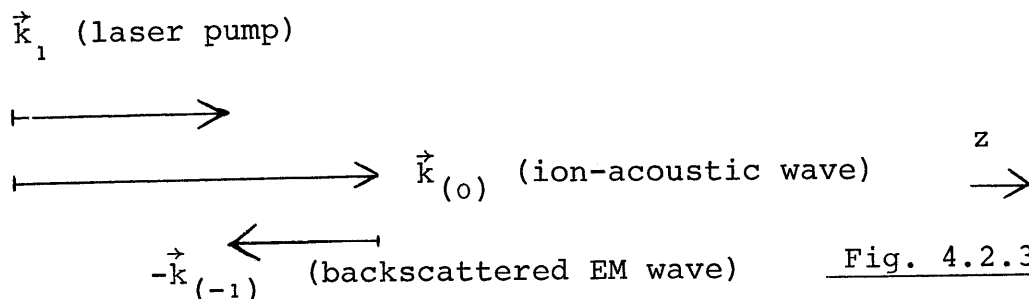 k⃗₁ (laser pump)
z
k⃗₍₀₎ (ion-acoustic wave)
-k⃗₍₋₁₎ (backscattered EM wave)
Fig. 4.2.3